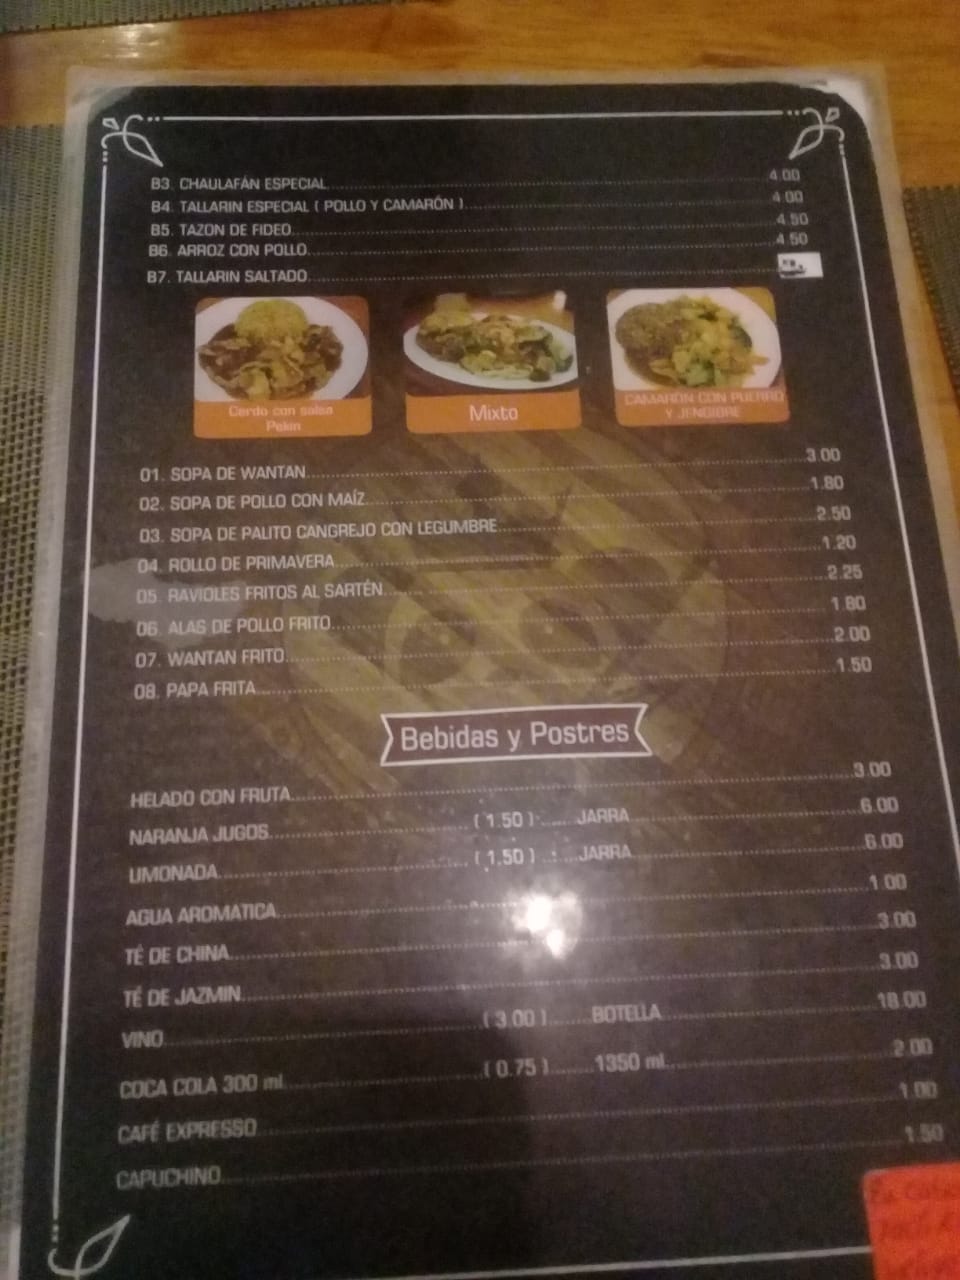 B3. CHAULAFÁN ESPECIAL 4.00
B4. TALLARIN ESPECIAL ( POLLO Y CAMARÓN ) 4.00
B5. TAZON DE FIDEO 4.50
B6. ARROZ CON POLLO 4.50
B7. TALLARIN SALTADO
Cerdo con salsa
Pekin
Mixto
CAMARÓN CON PUERRO
Y JENGIBRE
01. SOPA DE WANTAN 3.00
02. SOPA DE POLLO CON MAÍZ 1.80
03. SOPA DE PALITO CANGREJO CON LEGUMBRE 2.50
04. ROLLO DE PRIMAVERA 1.20
05. RAVIOLES FRITOS AL SARTÉN 2.25
06. ALAS DE POLLO FRITO 1.80
07. WANTAN FRITO 2.00
08. PAPA FRITA 1.50
Bebidas y Postres
HELADO CON FRUTA 3.00
NARANJA JUGOS ( 1.50 ) JARRA 6.00
LIMONADA ( 1.50 ) JARRA 6.00
AGUA AROMATICA 1.00
TÉ DE CHINA 3.00
TÉ DE JAZMIN 3.00
VINO ( 3.00 ) BOTELLA 18.00
COCA COLA 300 ml ( 0.75 ) 1350 ml 2.00
CAFÉ EXPRESSO 1.00
CAPUCHINO 1.50